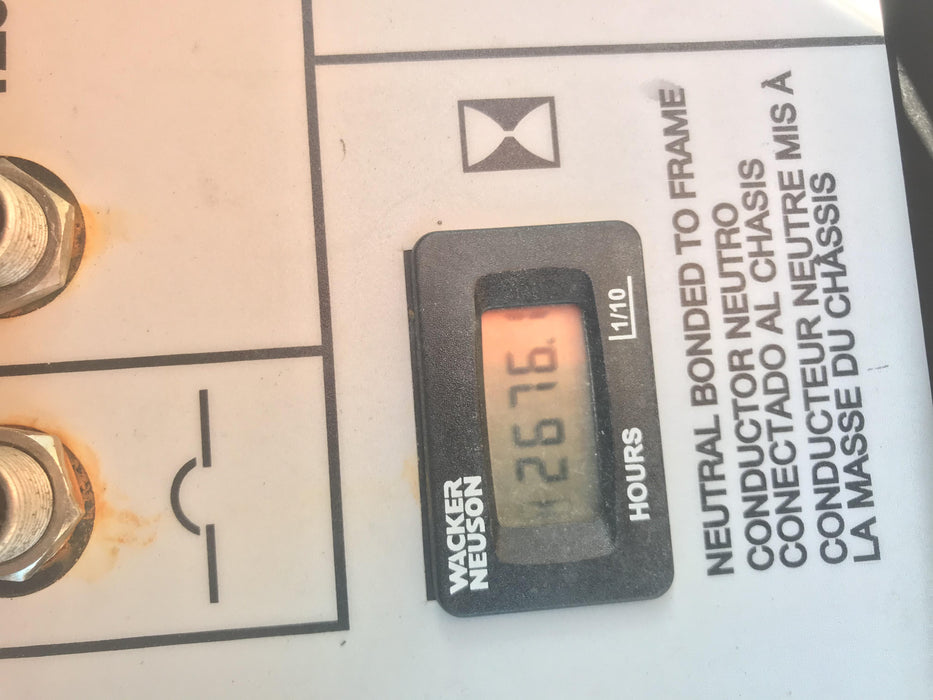 WACKER
NEUSON
12676.
HOURS 1/10
NEUTRAL BONDED TO FRAME
CONDUCTOR NEUTRO
CONECTADO AL CHASIS
CONDUCTEUR NEUTRE MIS À
LA MASSE DU CHÂSSIS